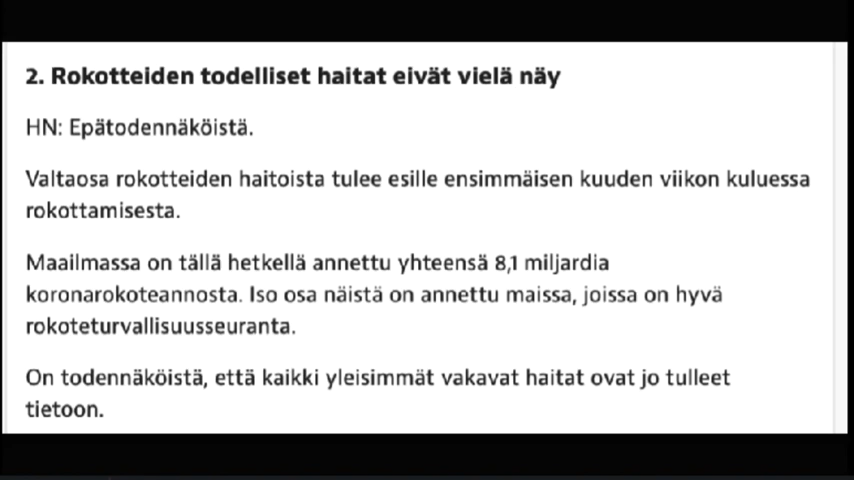 2. Rokotteiden todelliset haitat eivät vielä näy
HN: Epätodennäköistä.
Valtaosa rokotteiden haitoista tulee esille ensimmäisen kuuden viikon kuluessa
rokottamisesta.
Maailmassa on tällä hetkellä annettu yhteensä 8,1 miljardia
koronarokoteannosta. Iso osa näistä on annettu maissa, joissa on hyvä
rokoteturvallisuusseuranta.
On todennäköistä, että kaikki yleisimmät vakavat haitat ovat jo tulleet
tietoon.